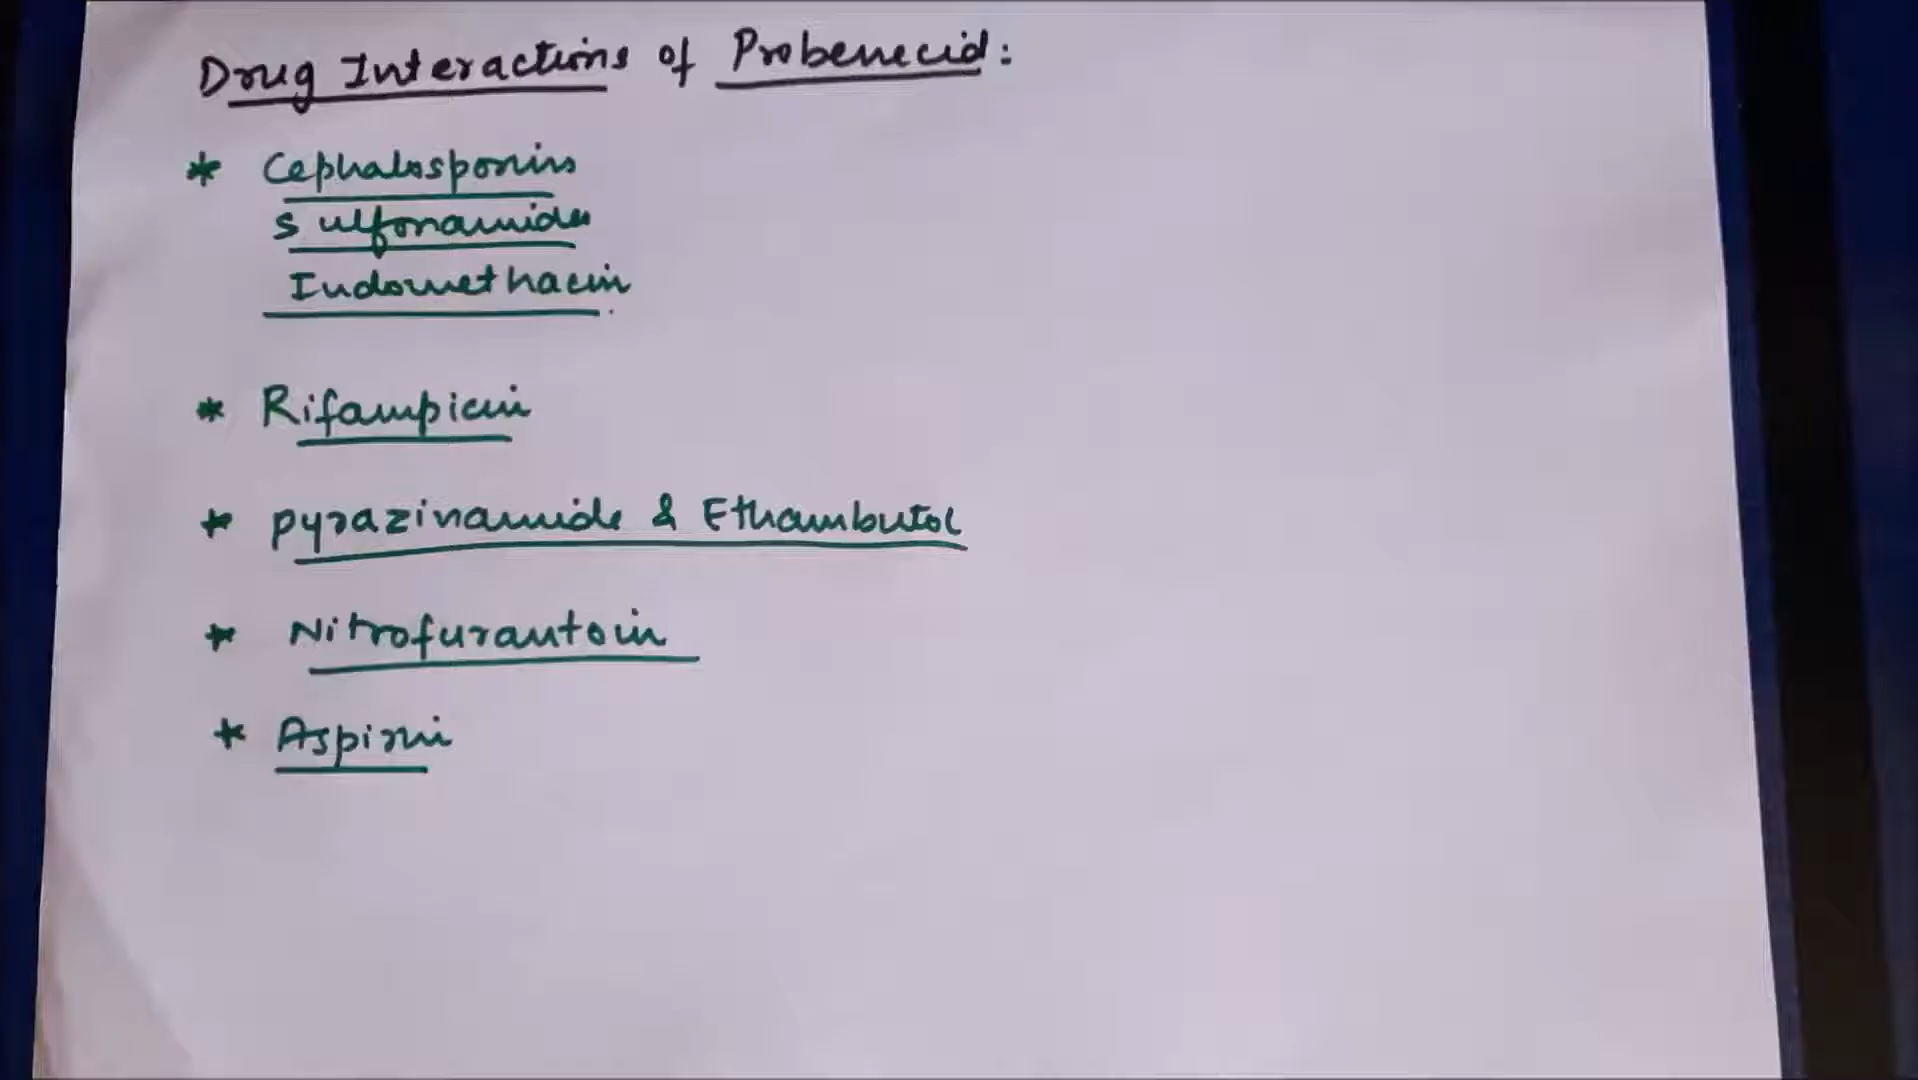 Drug Interactions of Probenecid:
* Cephalosporins
Sulfonamides
Indomethacin
* Rifampicin
* Pyrazinamide & Ethambutol
* Nitrofurantoin
* Aspirin